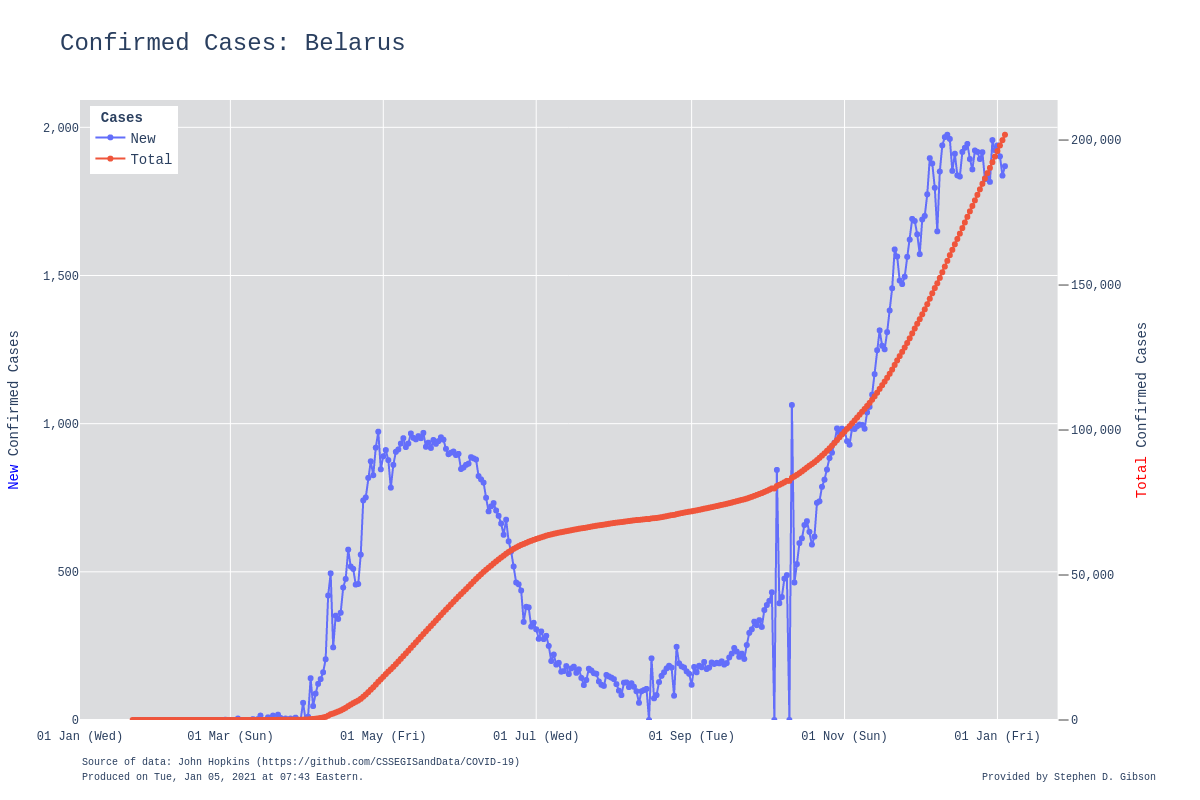 Confirmed Cases: Belarus
Cases
New
Total
2,000
1,500
1,000
500
0
200,000
150,000
100,000
50,000
0
New Confirmed Cases
Total Confirmed Cases
01 Jan (Wed) 01 Mar (Sun) 01 May (Fri) 01 Jul (Wed) 01 Sep (Tue) 01 Nov (Sun) 01 Jan (Fri)
Source of data: John Hopkins (https://github.com/CSSEGISandData/COVID-19)
Produced on Tue, Jan 05, 2021 at 07:43 Eastern.
Provided by Stephen D. Gibson